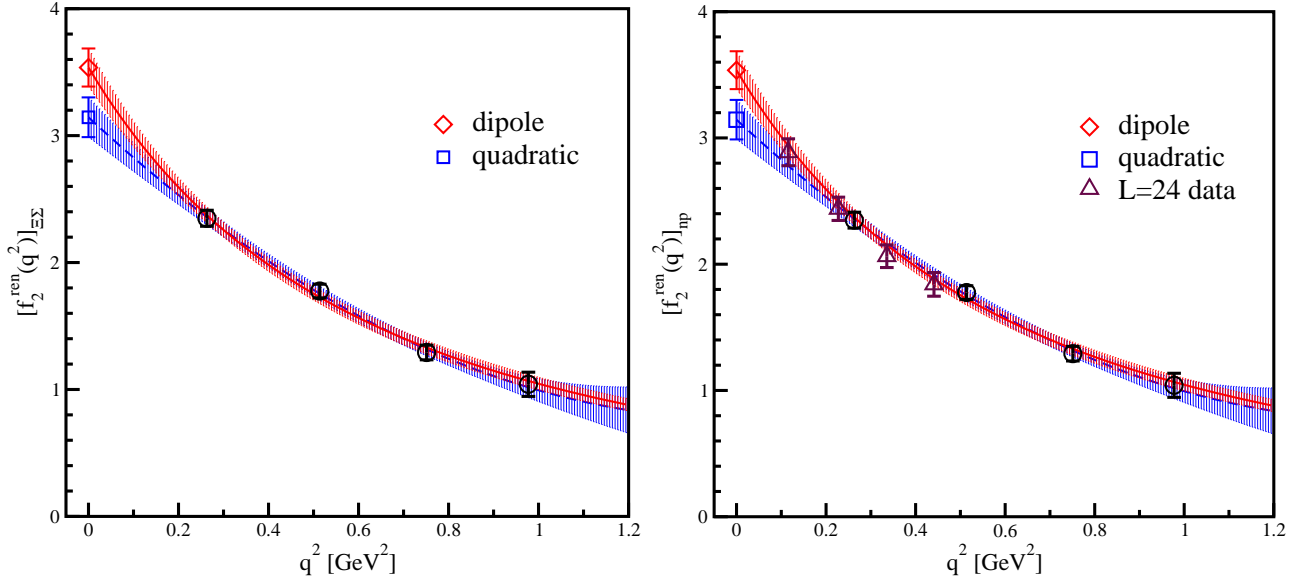 4
3
2
1
0
[f₂^ren(q²)]_ΞΣ
dipole
quadratic
0 0.2 0.4 0.6 0.8 1 1.2
q² [GeV²]
4
3
2
1
0
[f₂^ren(q²)]_np
dipole
quadratic
L=24 data
0 0.2 0.4 0.6 0.8 1 1.2
q² [GeV²]